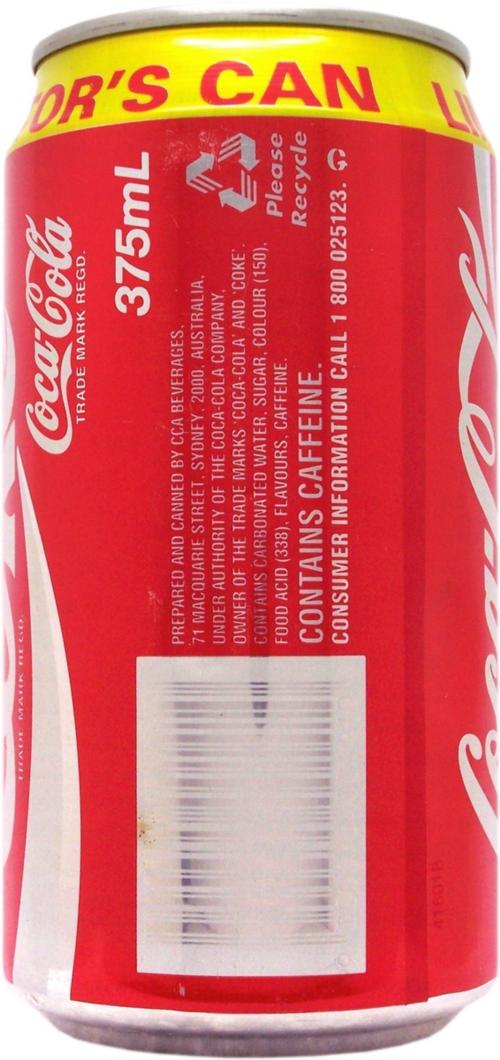 TOR'S CAN
LI
Coca-Cola
TRADE MARK REGD.
375mL
Please
Recycle
PREPARED AND CANNED BY CCA BEVERAGES,
71 MACQUARIE STREET, SYDNEY, 2000, AUSTRALIA,
UNDER AUTHORITY OF THE COCA-COLA COMPANY,
OWNER OF THE TRADE MARKS 'COCA-COLA' AND 'COKE'.
CONTAINS CARBONATED WATER, SUGAR, COLOUR (150),
FOOD ACID (338), FLAVOURS, CAFFEINE.
CONTAINS CAFFEINE.
CONSUMER INFORMATION CALL 1 800 025123.
TRADE MARK REGD.